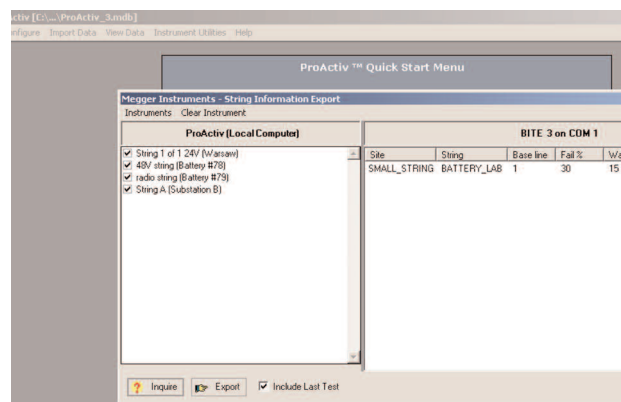 ctiv [E:\...\ProActiv_3.mdb]
nfigure Import Data View Data Instrument Utilities Help
ProActiv ™ Quick Start Menu
Megger Instruments - String Information Export
Instruments Clear Instrument
ProActiv (Local Computer)
BITE 3 on COM 1
String 1 of 1 24V (Warsaw)
48V string (Battery #78)
radio string (Battery #79)
String A (Substation B)
Site String Base line Fail % Wa
SMALL_STRING BATTERY_LAB 1 30 15
? Inquire Export Include Last Test